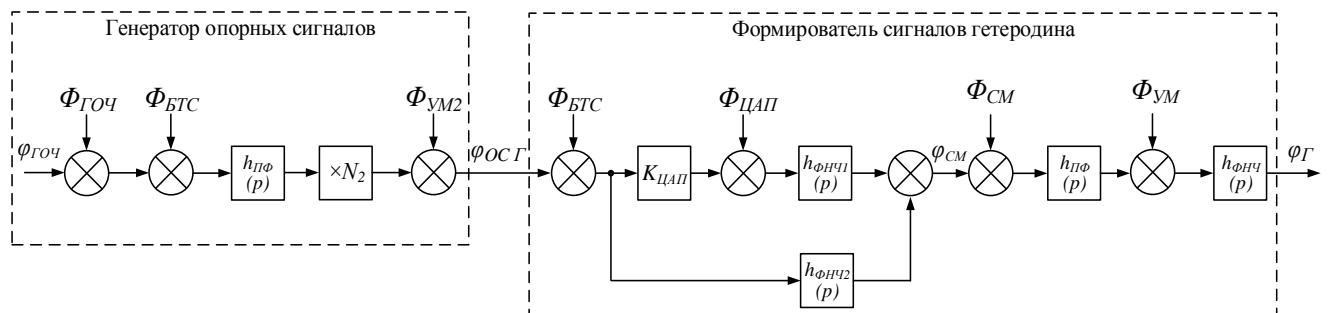 Генератор опорных сигналов
Формирователь сигналов гетеродина
Φ_ГОЧ
Φ_БТС
Φ_УМ2
Φ_БТС
Φ_ЦАП
Φ_СМ
Φ_УМ
φ_ГОЧ
h_ПФ
(p)
×N_2
φ_ОС Г
K_ЦАП
h_ФНЧ1
(p)
φ_СМ
h_ПФ
(p)
h_ФНЧ
(p)
φ_Г
h_ФНЧ2
(p)